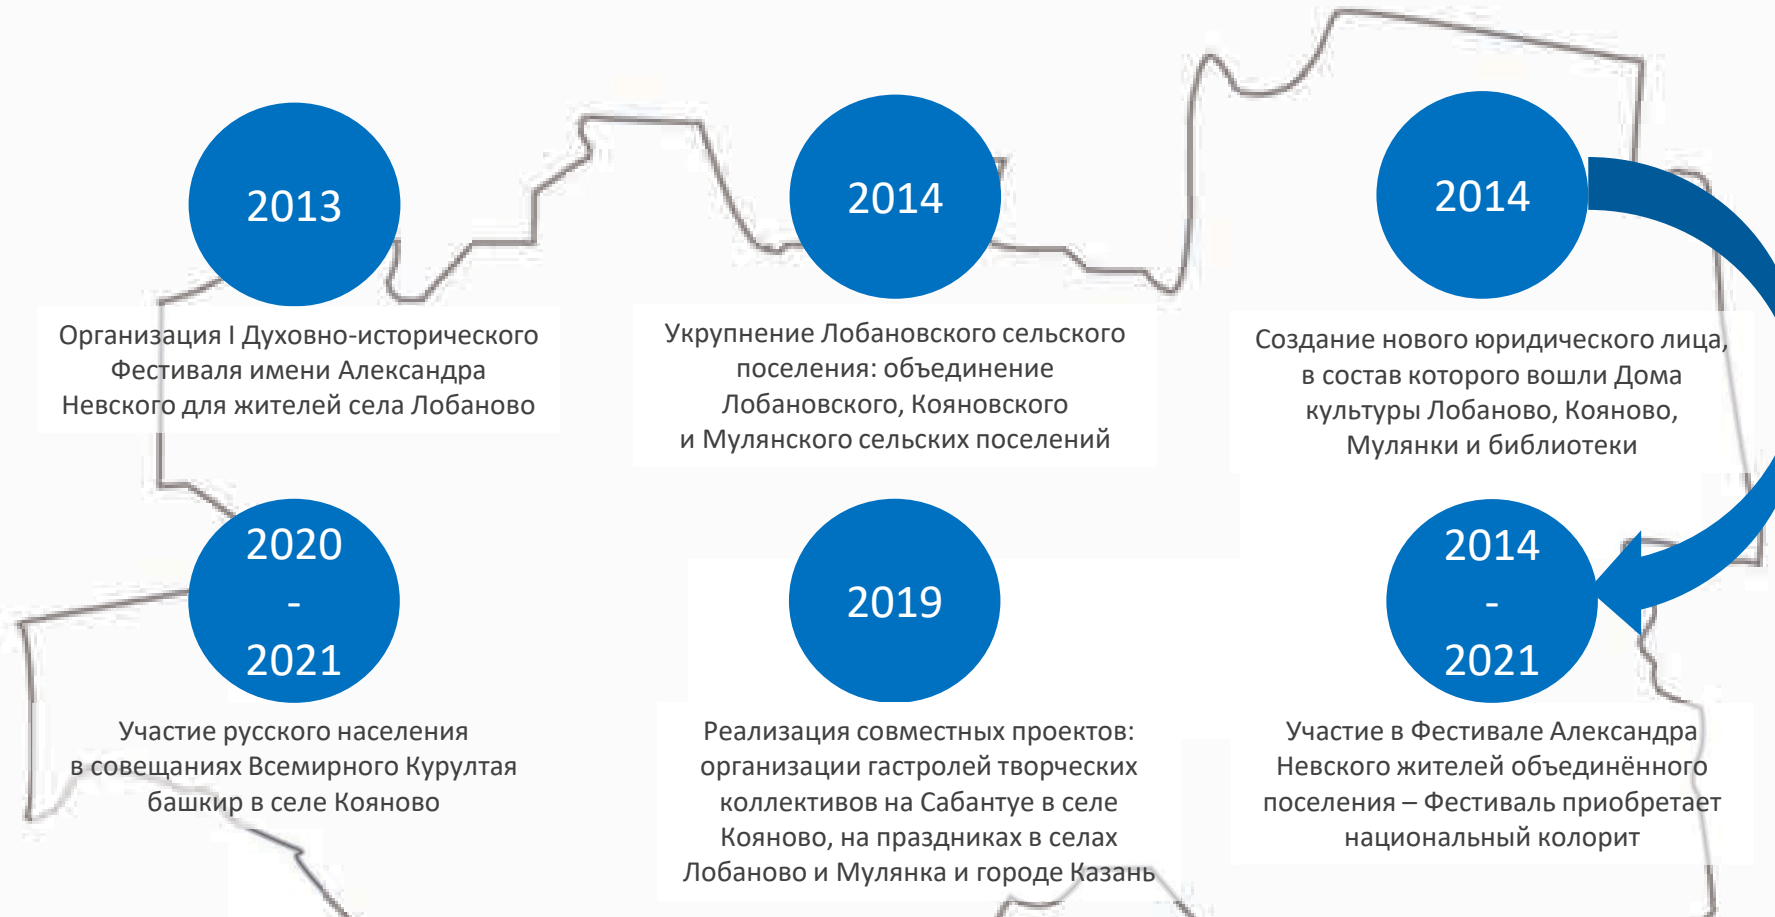 2013
Организация I Духовно-исторического
Фестиваля имени Александра
Невского для жителей села Лобаново
2014
Укрупнение Лобановского сельского
поселения: объединение
Лобановского, Кояновского
и Мулянского сельских поселений
2014
Создание нового юридического лица,
в состав которого вошли Дома
культуры Лобаново, Кояново,
Мулянки и библиотеки
2014
-
2021
Участие в Фестивале Александра
Невского жителей объединённого
поселения – Фестиваль приобретает
национальный колорит
2019
Реализация совместных проектов:
организации гастролей творческих
коллективов на Сабантуе в селе
Кояново, на праздниках в селах
Лобаново и Мулянка и городе Казань
2020
-
2021
Участие русского населения
в совещаниях Всемирного Курултая
башкир в селе Кояново